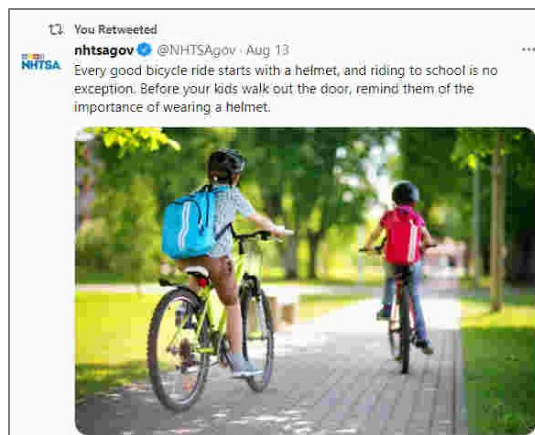 You Retweeted
nhtsagov @NHTSAgov · Aug 13
NHTSA
Every good bicycle ride starts with a helmet, and riding to school is no
exception. Before your kids walk out the door, remind them of the
importance of wearing a helmet.